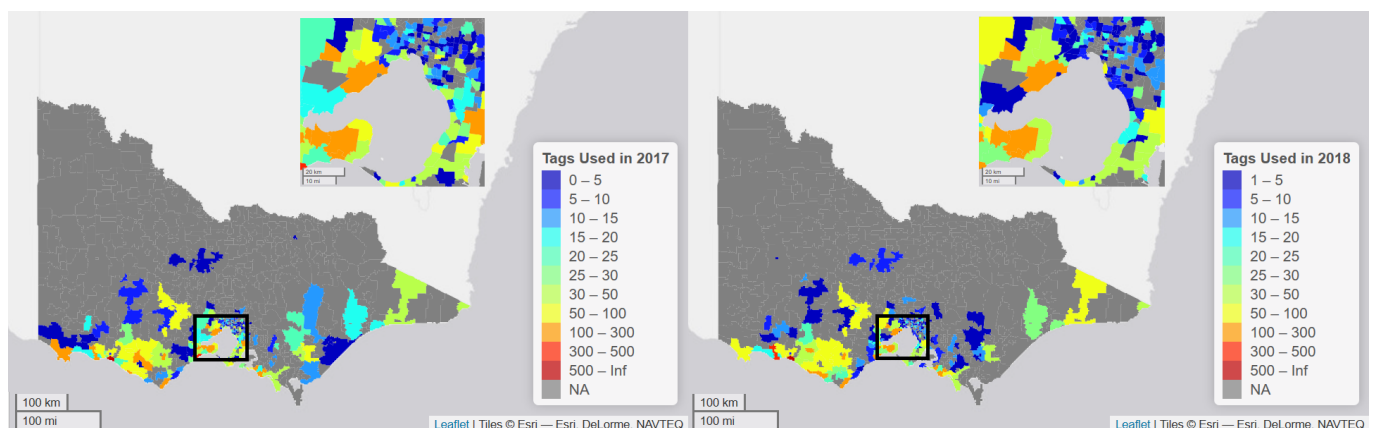 20 km
10 mi
Tags Used in 2017
0 – 5
5 – 10
10 – 15
15 – 20
20 – 25
25 – 30
30 – 50
50 – 100
100 – 300
300 – 500
500 – Inf
NA
100 km
100 mi
Leaflet | Tiles © Esri — Esri, DeLorme, NAVTEQ
20 km
10 mi
Tags Used in 2018
1 – 5
5 – 10
10 – 15
15 – 20
20 – 25
25 – 30
30 – 50
50 – 100
100 – 300
300 – 500
500 – Inf
NA
100 km
100 mi
Leaflet | Tiles © Esri — Esri, DeLorme, NAVTEQ